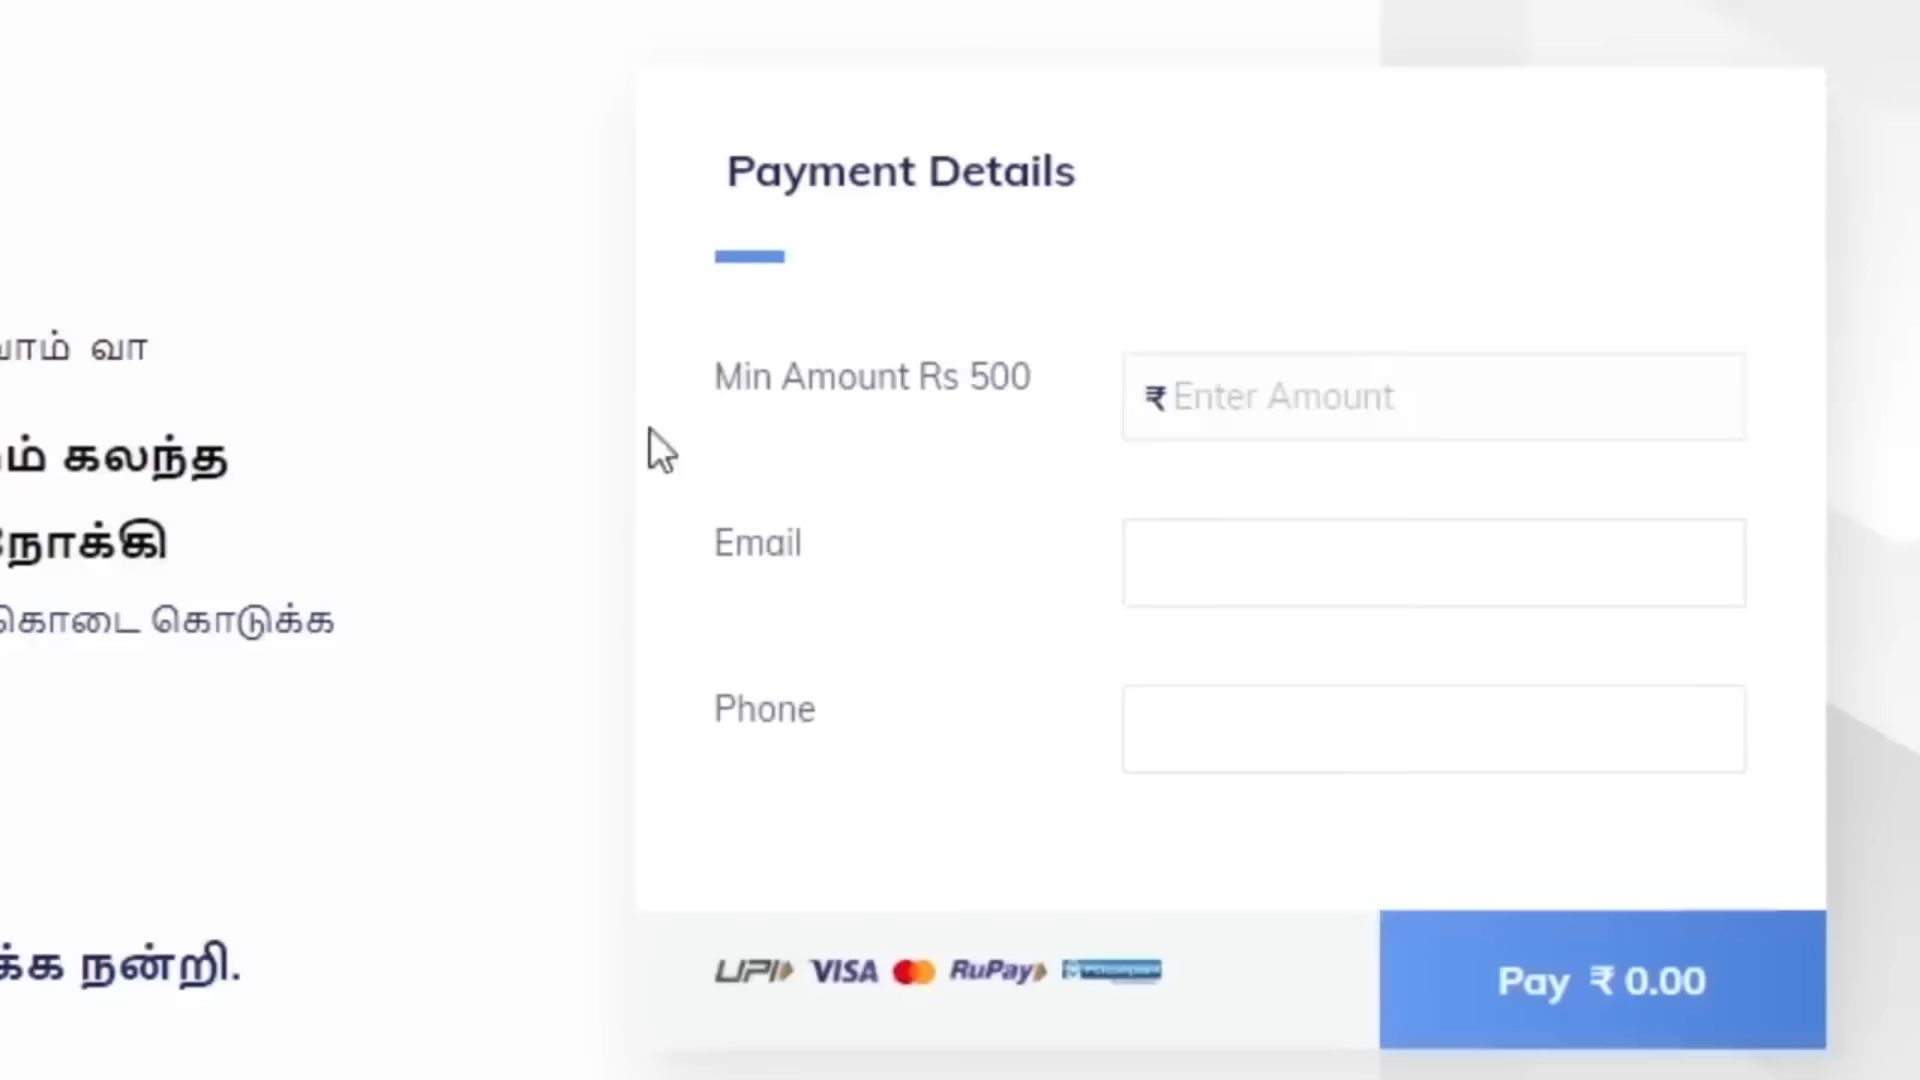 வாம் வா
ம் கலந்த
நோக்கி
கொடை கொடுக்க
க்க நன்றி.
Payment Details
Min Amount Rs 500
₹ Enter Amount
Email
Phone
UPI VISA RuPay
Pay ₹ 0.00